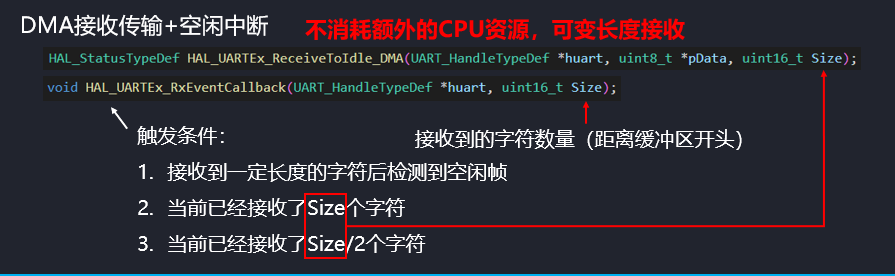 DMA接收传输+空闲中断
不消耗额外的CPU资源，可变长度接收
HAL_StatusTypeDef HAL_UARTEx_ReceiveToIdle_DMA(UART_HandleTypeDef *huart, uint8_t *pData, uint16_t Size);
void HAL_UARTEx_RxEventCallback(UART_HandleTypeDef *huart, uint16_t Size);
触发条件：
接收到的字符数量（距离缓冲区开头）
1. 接收到一定长度的字符后检测到空闲帧
2. 当前已经接收了Size个字符
3. 当前已经接收了Size/2个字符